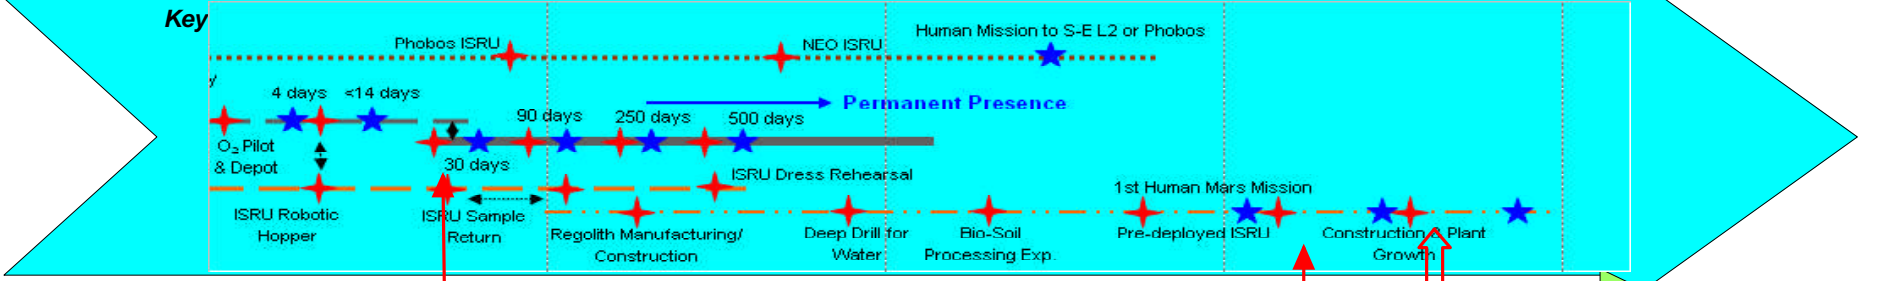 Key
Human Mission to S-E L2 or Phobos
Phobos ISRU
NEO ISRU
y
4 days
<14 days
Permanent Presence
90 days
250 days
500 days
O₂ Pilot
& Depot
30 days
ISRU Dress Rehearsal
1st Human Mars Mission
ISRU Robotic
Hopper
ISRU Sample
Return
Regolith Manufacturing/
Construction
Deep Drill for
Water
Bio-Soil
Processing Exp.
Pre-deployed ISRU
Construction & Plant
Growth